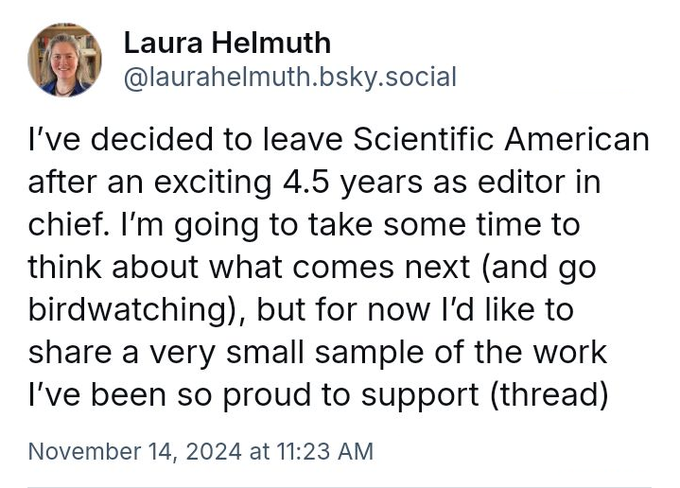 Laura Helmuth
@laurahelmuth.bsky.social
I’ve decided to leave Scientific American
after an exciting 4.5 years as editor in
chief. I’m going to take some time to
think about what comes next (and go
birdwatching), but for now I’d like to
share a very small sample of the work
I’ve been so proud to support (thread)
November 14, 2024 at 11:23 AM